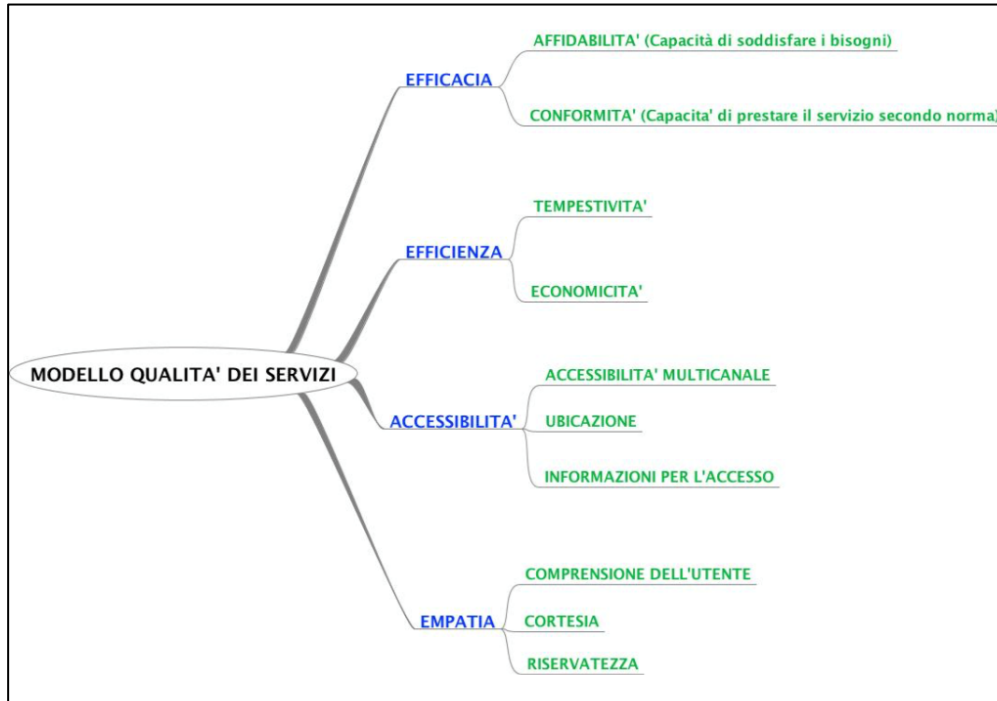 MODELLO QUALITA' DEI SERVIZI
EFFICACIA
AFFIDABILITA' (Capacità di soddisfare i bisogni)
CONFORMITA' (Capacita' di prestare il servizio secondo norma)
EFFICIENZA
TEMPESTIVITA'
ECONOMICITA'
ACCESSIBILITA'
ACCESSIBILITA' MULTICANALE
UBICAZIONE
INFORMAZIONI PER L'ACCESSO
EMPATIA
COMPRENSIONE DELL'UTENTE
CORTESIA
RISERVATEZZA